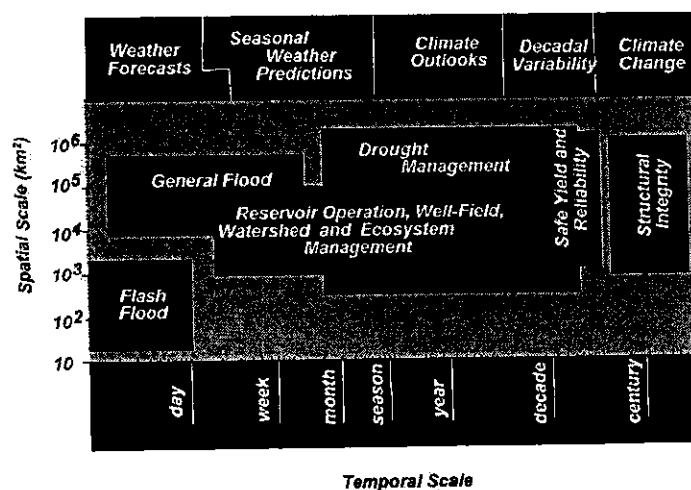 Weather
Forecasts
Seasonal
Weather
Predictions
Climate
Outlooks
Decadal
Variability
Climate
Change
Spatial Scale (km²)
10⁶
10⁵
10⁴
10³
10²
10
General Flood
Flash
Flood
Drought
Management
Reservoir Operation, Well-Field,
Watershed and Ecosystem
Management
Safe Yield and
Reliability
Structural
Integrity
day
week
month
season
year
decade
century
Temporal Scale